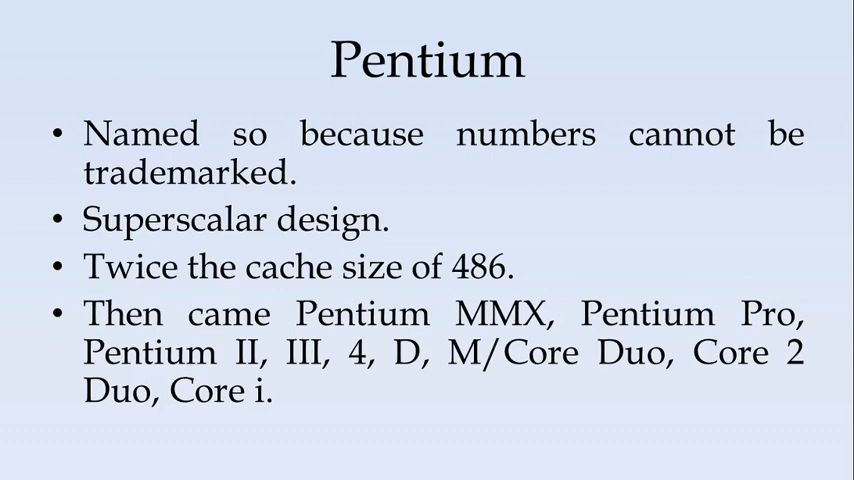 Pentium
• Named so because numbers cannot be
trademarked.
• Superscalar design.
• Twice the cache size of 486.
• Then came Pentium MMX, Pentium Pro,
Pentium II, III, 4, D, M/Core Duo, Core 2
Duo, Core i.